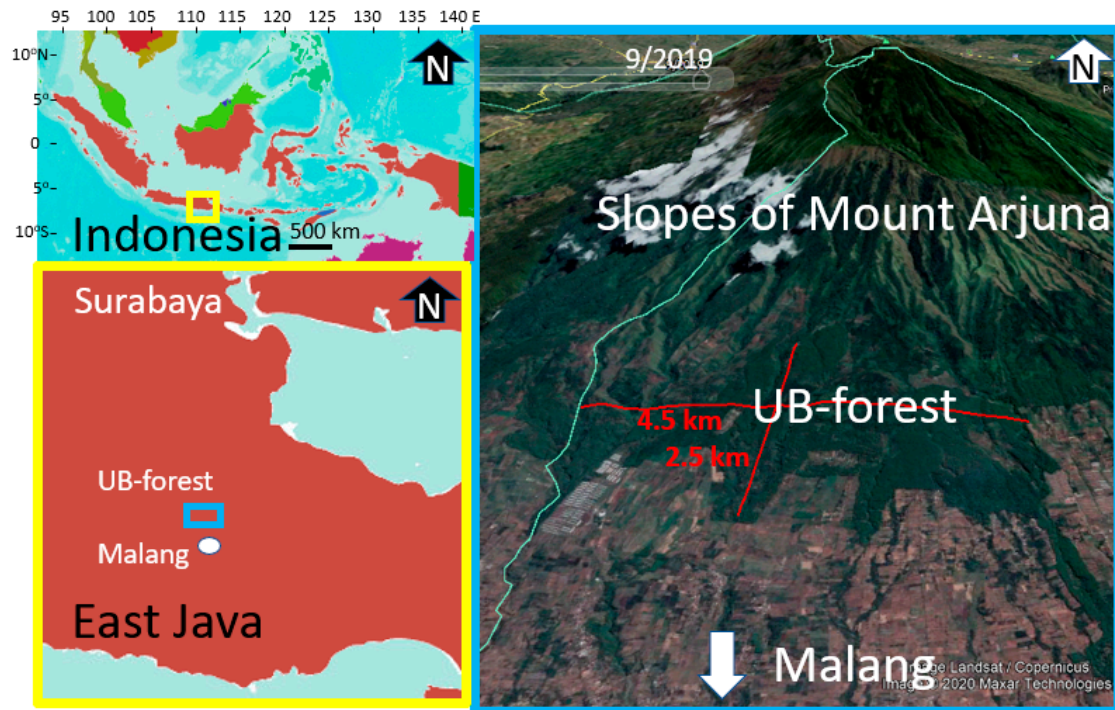 95 100 105 110 115 120 125 130 135 140 E
10°N
5°
0
5°
10°S
N
Indonesia
500 km
Surabaya
N
UB-forest
Malang
East Java
9/2019
N
Slopes of Mount Arjuna
UB-forest
4.5 km
2.5 km
Malang
Image Landsat / Copernicus
Image © 2020 Maxar Technologies